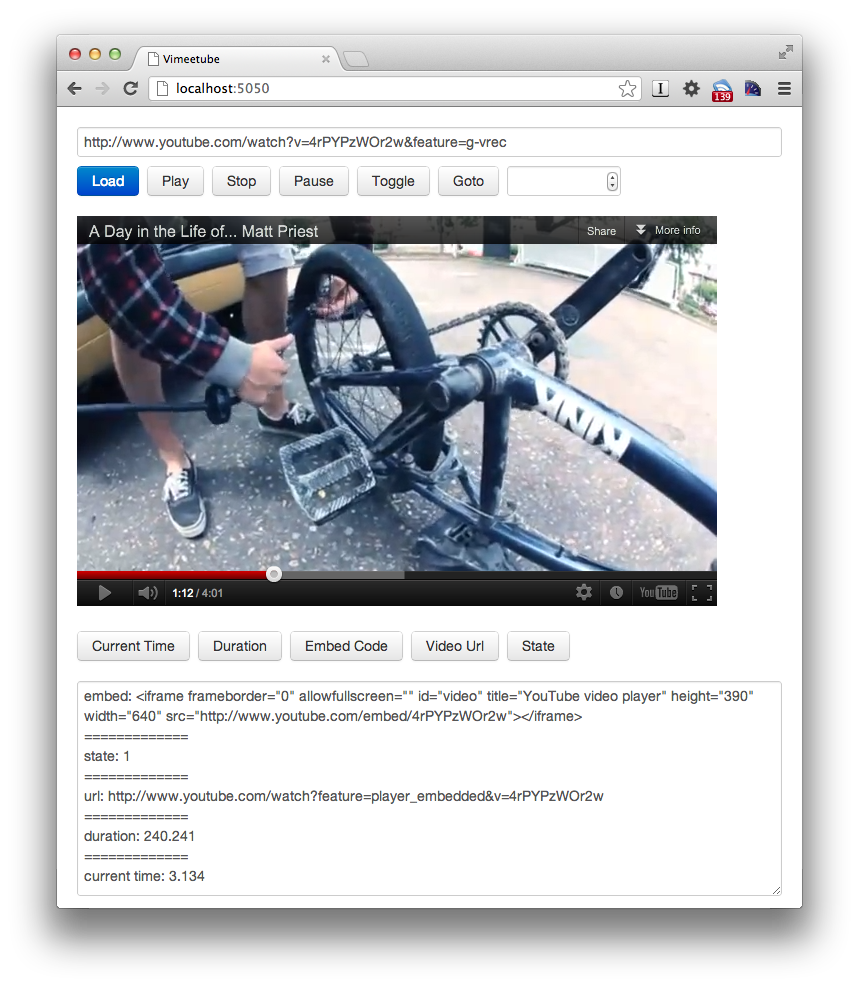 Vimeetube
localhost:5050
I
139
http://www.youtube.com/watch?v=4rPYPzWOr2w&feature=g-vrec
Load Play Stop Pause Toggle Goto
A Day in the Life of... Matt Priest Share More info
KINK
1:12 / 4:01 YouTube
Current Time Duration Embed Code Video Url State
embed: <iframe frameborder="0" allowfullscreen="" id="video" title="YouTube video player" height="390"
width="640" src="http://www.youtube.com/embed/4rPYPzWOr2w"></iframe>
=============
state: 1
=============
url: http://www.youtube.com/watch?feature=player_embedded&v=4rPYPzWOr2w
=============
duration: 240.241
=============
current time: 3.134